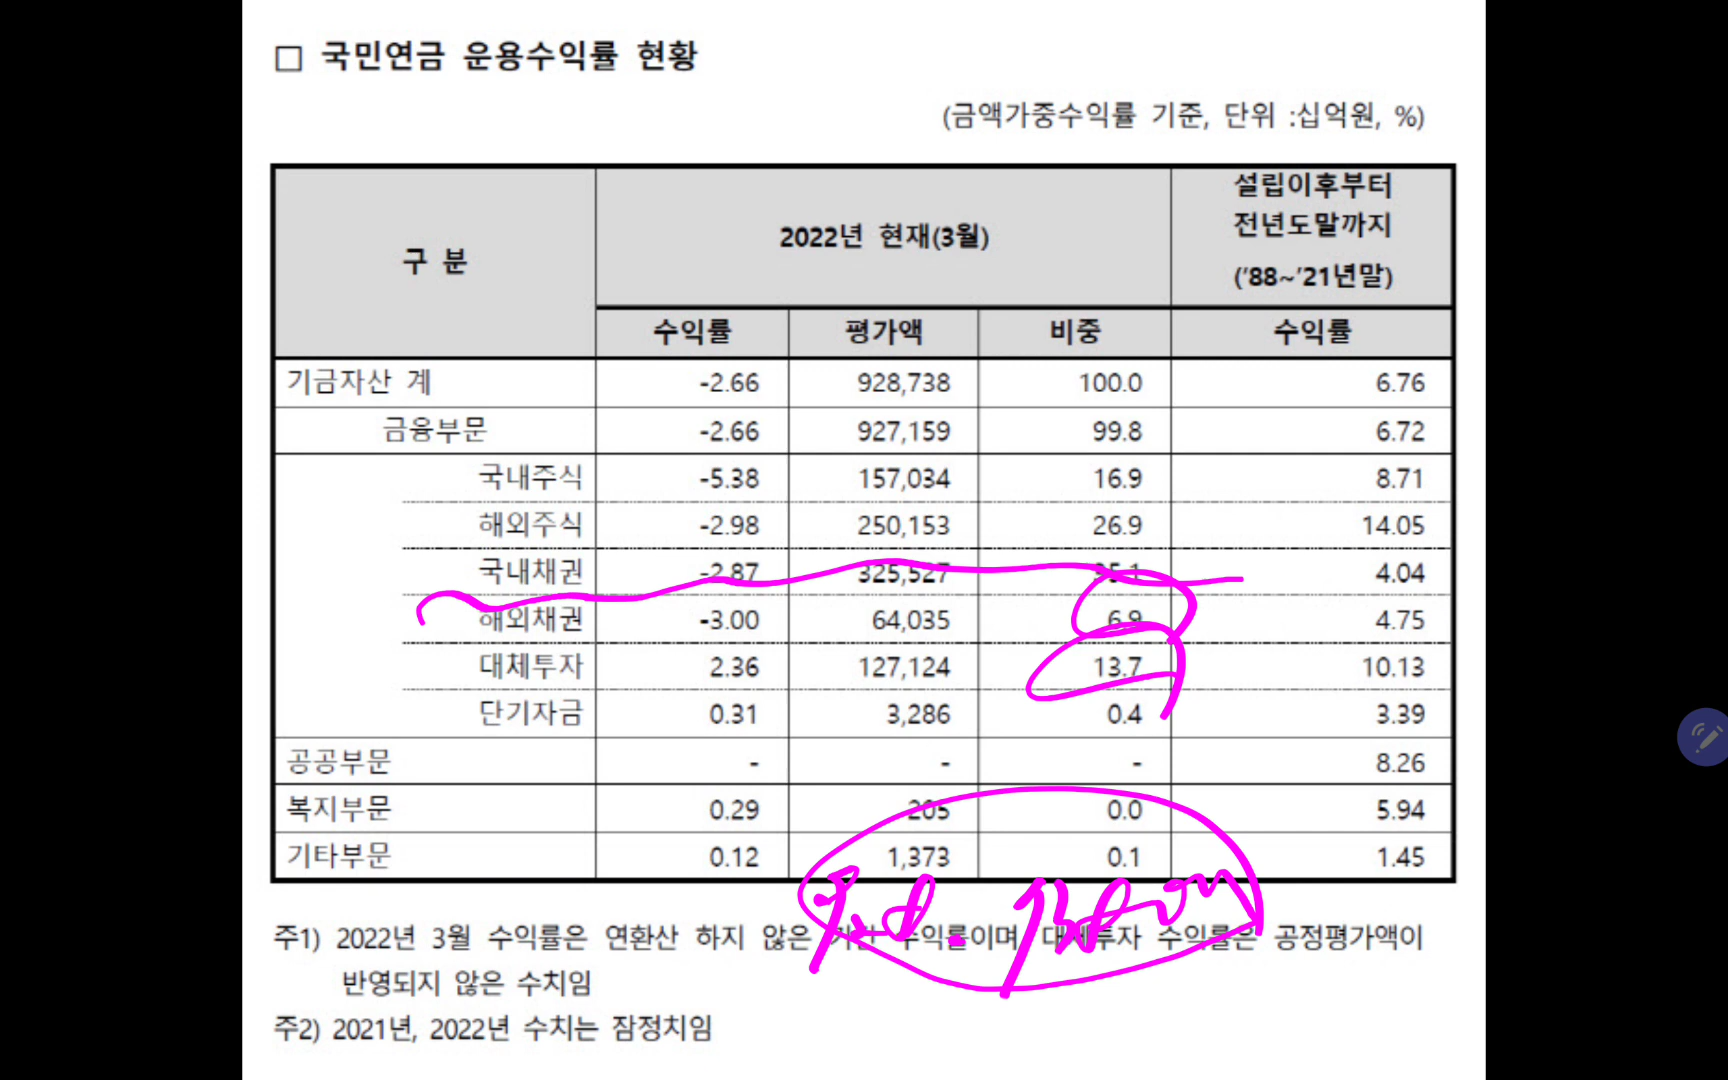 □ 국민연금 운용수익률 현황
(금액가중수익률 기준, 단위 :십억원, %)
구 분 2022년 현재(3월) 설립이후부터 전년도말까지 ('88~'21년말)
수익률 평가액 비중 수익률
기금자산 계 -2.66 928,738 100.0 6.76
금융부문 -2.66 927,159 99.8 6.72
국내주식 -5.38 157,034 16.9 8.71
해외주식 -2.98 250,153 26.9 14.05
국내채권 -2.87 325,527 35.1 4.04
해외채권 -3.00 64,035 6.9 4.75
대체투자 2.36 127,124 13.7 10.13
단기자금 0.31 3,286 0.4 3.39
공공부문 - - - 8.26
복지부문 0.29 205 0.0 5.94
기타부문 0.12 1,373 0.1 1.45
주1) 2022년 3월 수익률은 연환산 하지 않은 기간 수익률이며 대체투자 수익률은 공정평가액이
반영되지 않은 수치임
주2) 2021년, 2022년 수치는 잠정치임